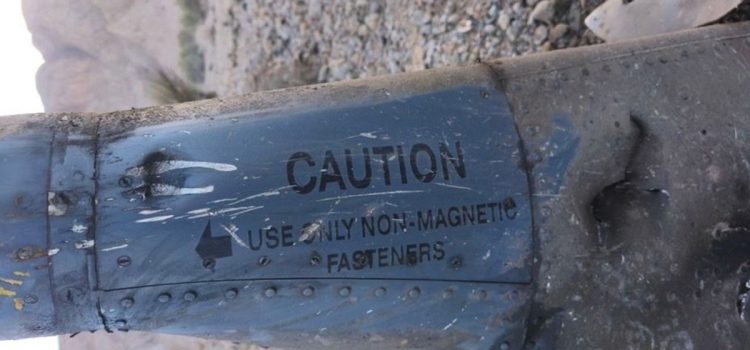 CAUTION
USE ONLY NON-MAGNETIC
FASTENERS